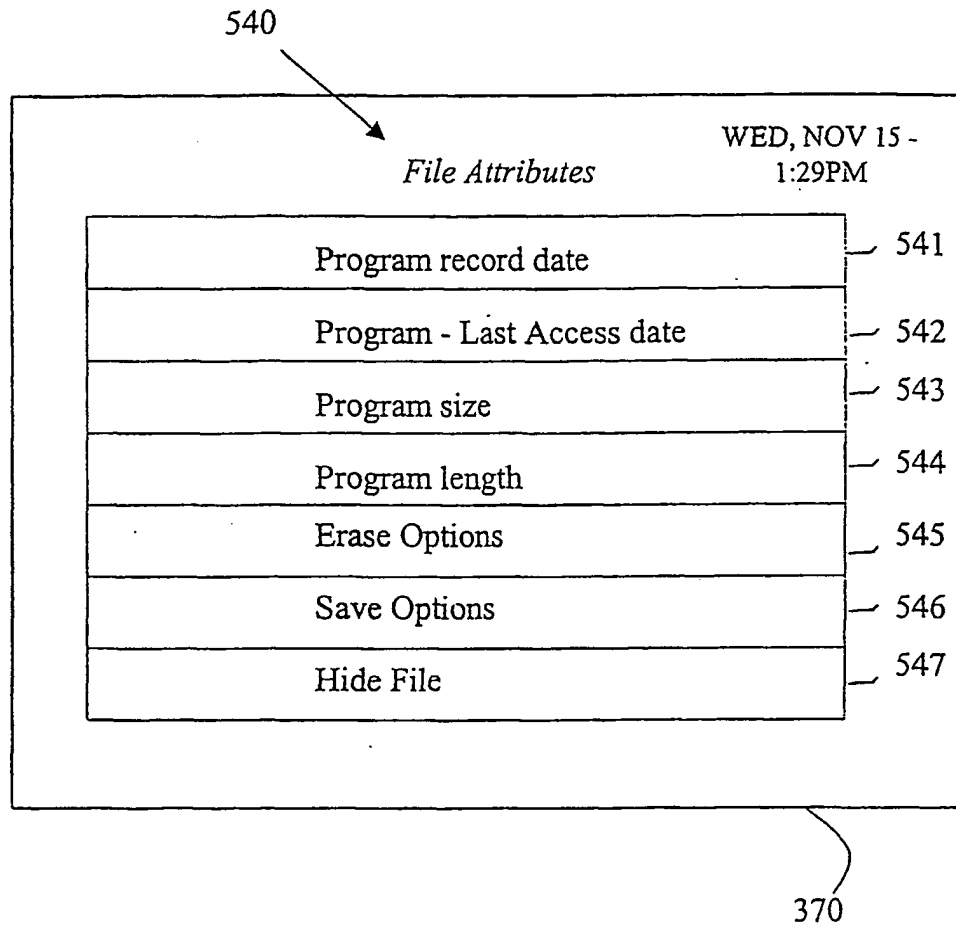 540
WED, NOV 15 -
1:29PM
File Attributes
Program record date
541
Program - Last Access date
542
Program size
543
Program length
544
Erase Options
545
Save Options
546
Hide File
547
370